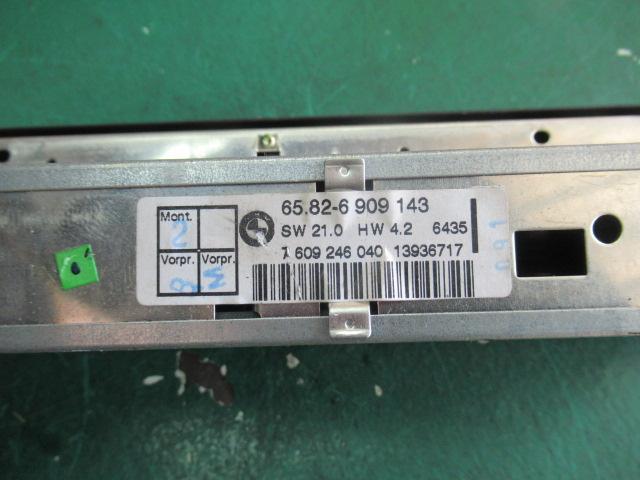 Mont.
2
Vorpr. Vorpr.
65.82-6 909 143
SW 21.0 HW 4.2 6435
7 609 246 040 13936717
091